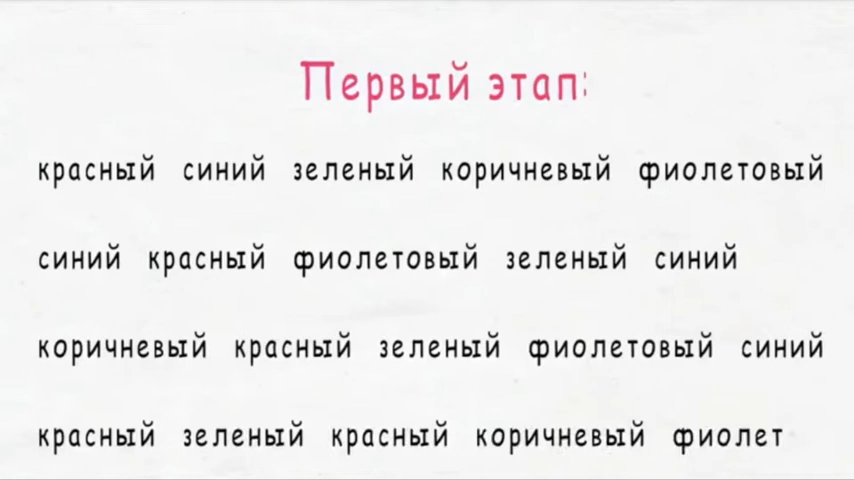 Первый этап:
красный синий зеленый коричневый фиолетовый
синий красный фиолетовый зеленый синий
коричневый красный зеленый фиолетовый синий
красный зеленый красный коричневый фиолет